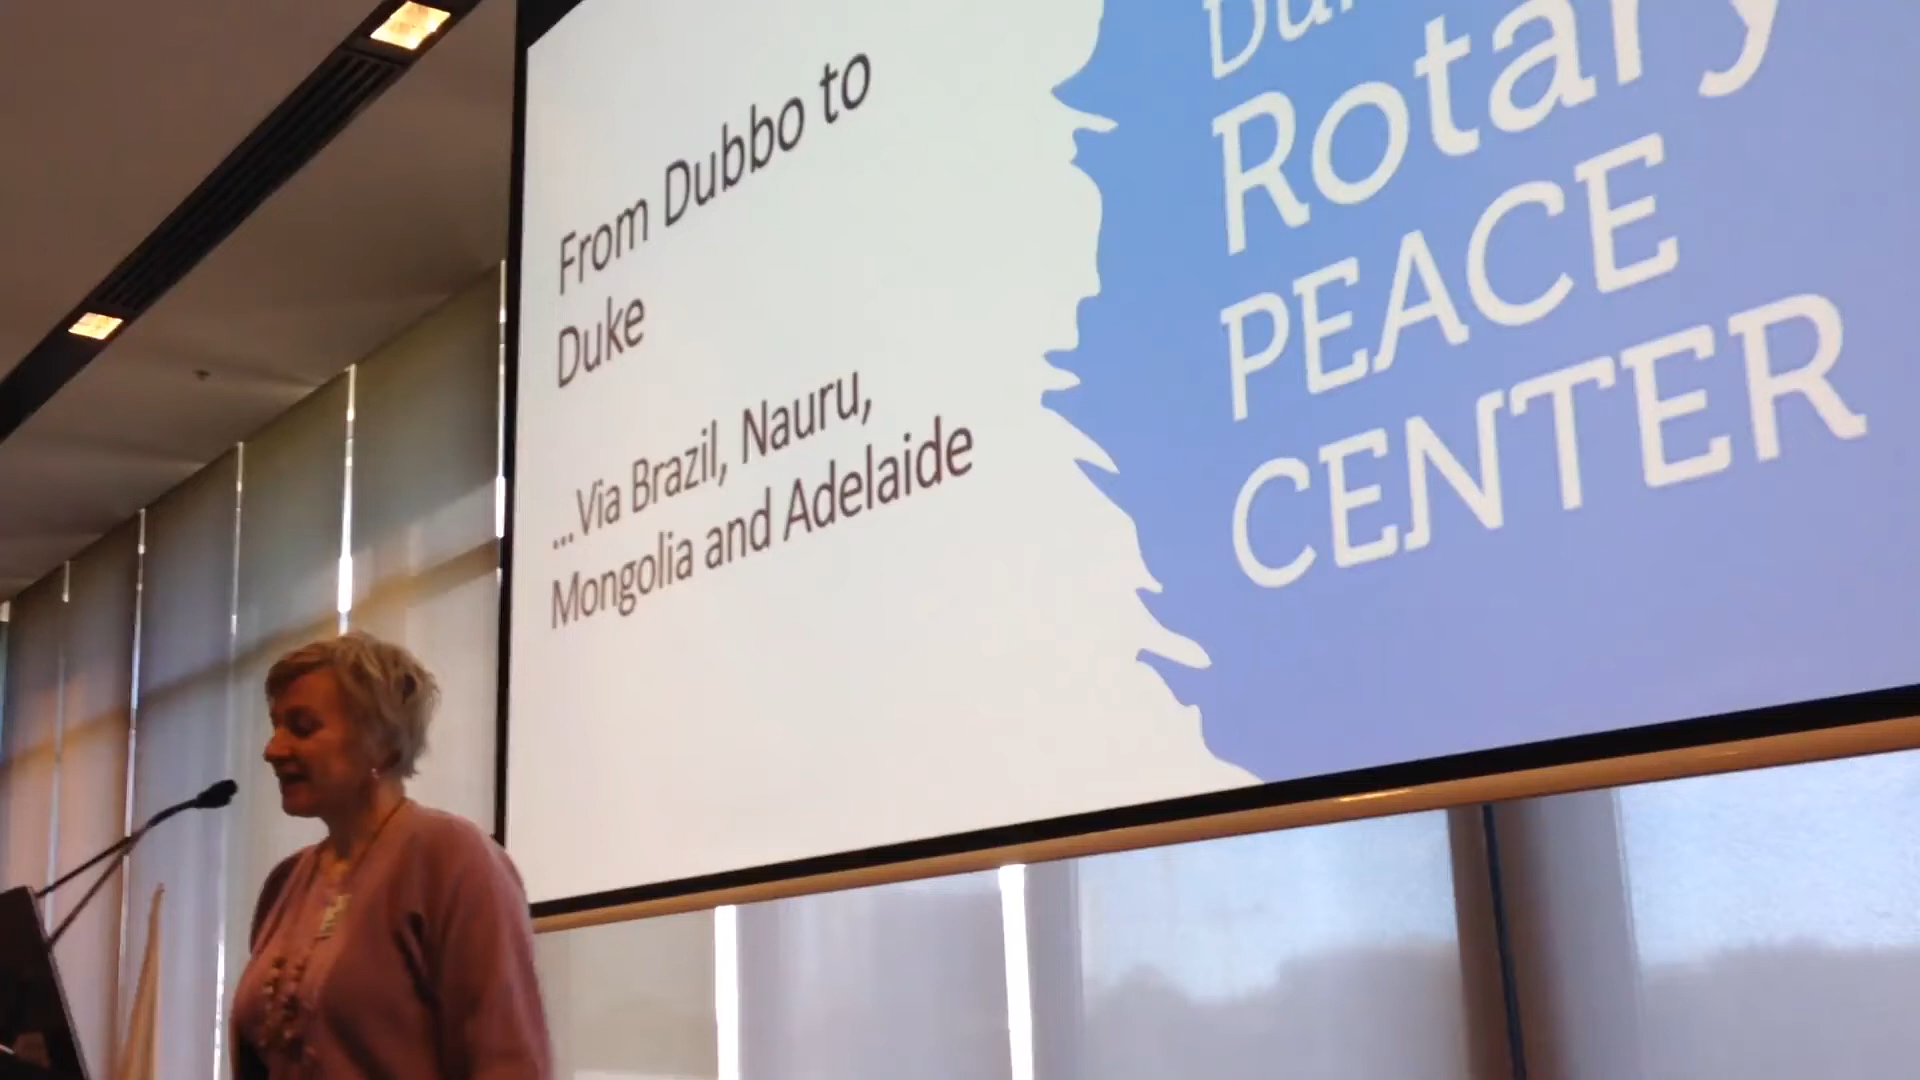 From Dubbo to
Duke
...Via Brazil, Nauru,
Mongolia and Adelaide
Rotary
PEACE
CENTER